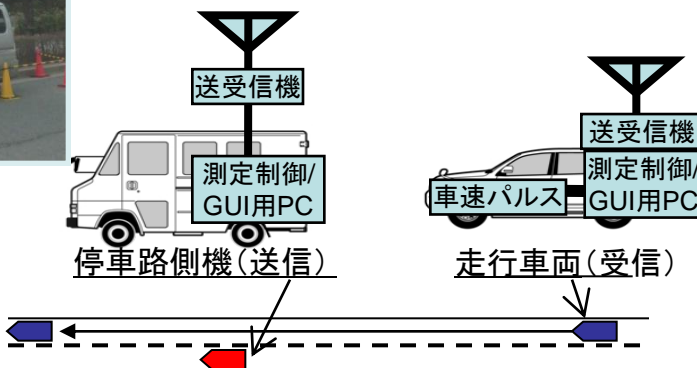 送受信機
測定制御/
GUI用PC
停車路側機(送信)
送受信機
測定制御/
GUI用PC
車速パルス
走行車両(受信)